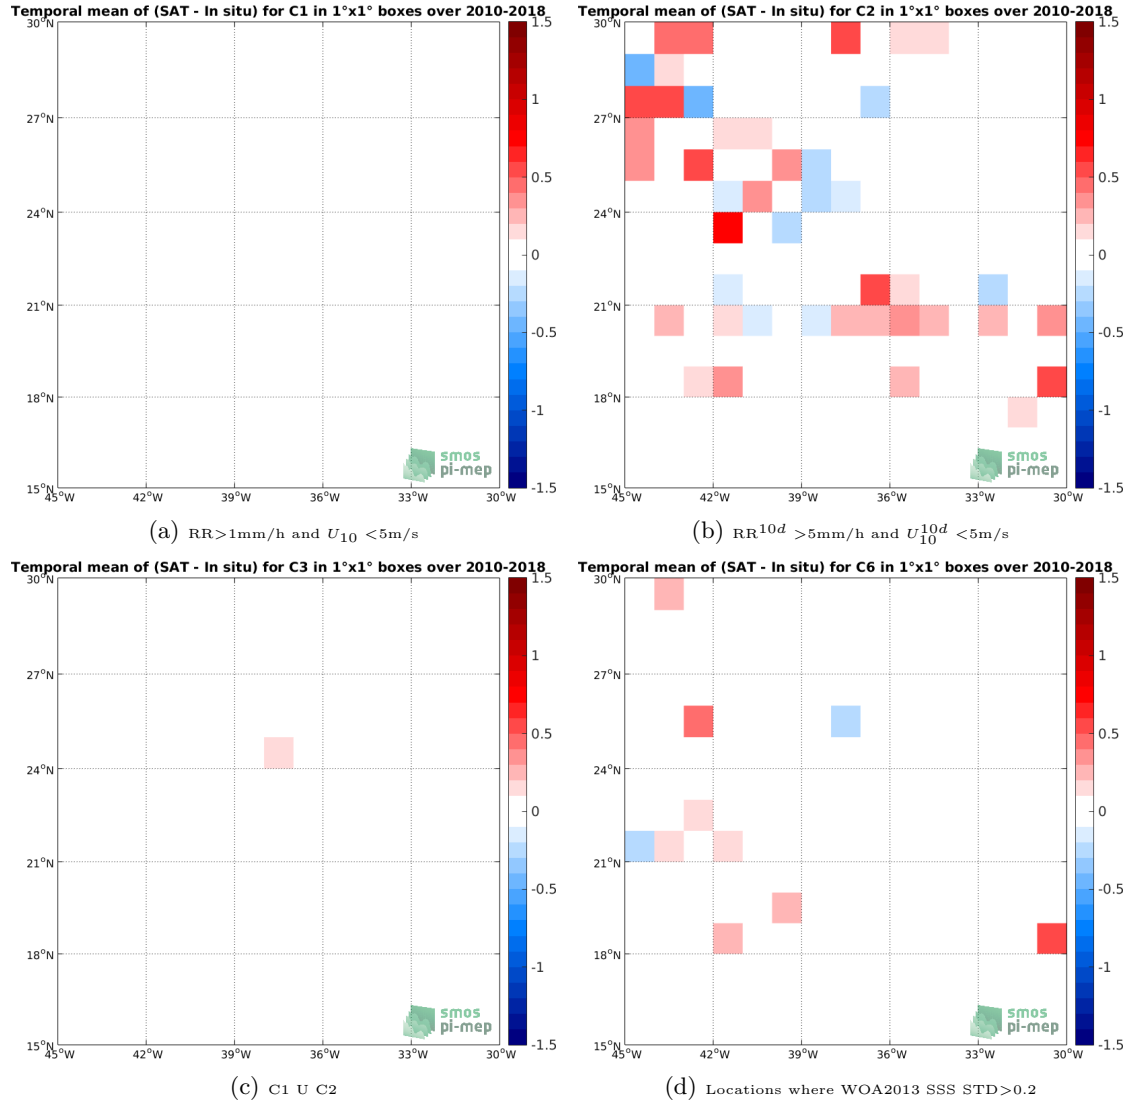 Temporal mean of (SAT - In situ) for C1 in 1°x1° boxes over 2010-2018
30°N
27°N
24°N
21°N
18°N
15°N
45°W 42°W 39°W 36°W 33°W 30°W
1.5
1
0.5
0
-0.5
-1
-1.5
smos
pi-mep
(a) RR>1mm/h and U10 <5m/s
Temporal mean of (SAT - In situ) for C2 in 1°x1° boxes over 2010-2018
30°N
27°N
24°N
21°N
18°N
15°N
45°W 42°W 39°W 36°W 33°W 30°W
1.5
1
0.5
0
-0.5
-1
-1.5
smos
pi-mep
(b) RR^10d >5mm/h and U10^10d <5m/s
Temporal mean of (SAT - In situ) for C3 in 1°x1° boxes over 2010-2018
30°N
27°N
24°N
21°N
18°N
15°N
45°W 42°W 39°W 36°W 33°W 30°W
1.5
1
0.5
0
-0.5
-1
-1.5
smos
pi-mep
(c) C1 U C2
Temporal mean of (SAT - In situ) for C6 in 1°x1° boxes over 2010-2018
30°N
27°N
24°N
21°N
18°N
15°N
45°W 42°W 39°W 36°W 33°W 30°W
1.5
1
0.5
0
-0.5
-1
-1.5
smos
pi-mep
(d) Locations where WOA2013 SSS STD>0.2